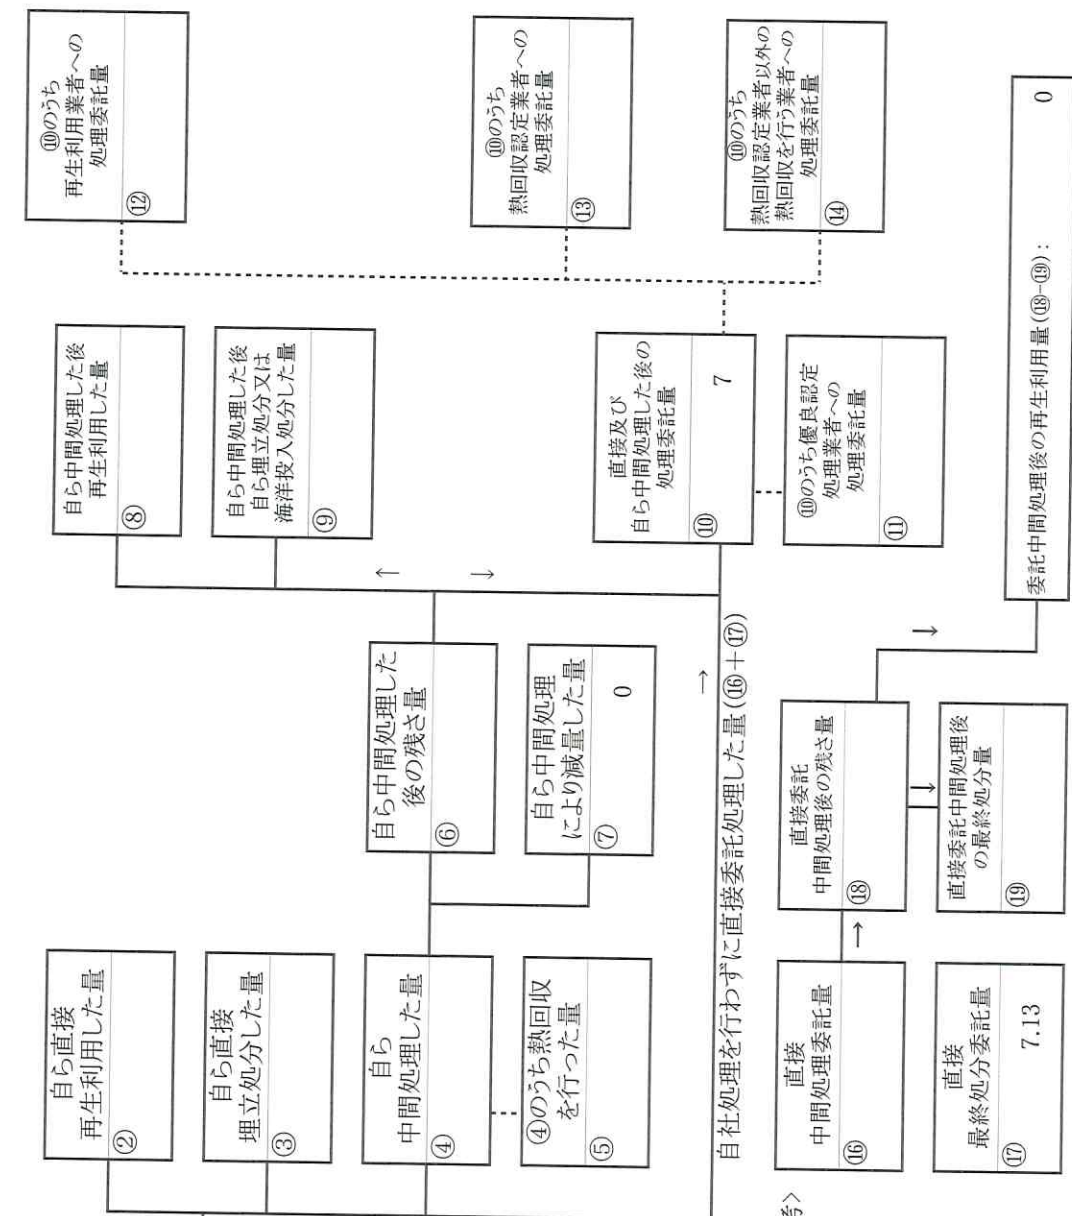 自ら直接
再生利用した量
②
自ら直接
埋立処分した量
③
自ら
中間処理した量
④
④のうち熱回収
を行った量
⑤
自ら中間処理した
後の残さ量
⑥
自ら中間処理
により減量した量
⑦ 0
自ら中間処理した後
再生利用した量
⑧
自ら中間処理した後
自ら埋立処分又は
海洋投入処分した量
⑨
直接及び
自ら中間処理した後の
処理委託量
⑩ 7
⑩のうち優良認定
処理業者への
処理委託量
⑪
⑩のうち
再生利用業者への
処理委託量
⑫
⑩のうち
熱回収認定業者への
処理委託量
⑬
⑩のうち
熱回収認定業者以外の
熱回収を行う業者への
処理委託量
⑭
→
←
→
自社処理を行わずに直接委託処理した量(⑯+⑰)
考>
直接
中間処理委託量
⑯
直接
最終処分委託量
⑰ 7.13
直接委託
中間処理後の残さ量
⑱
直接委託中間処理後
の最終処分量
⑲
委託中間処理後の再生利用量(⑱-⑲): 0